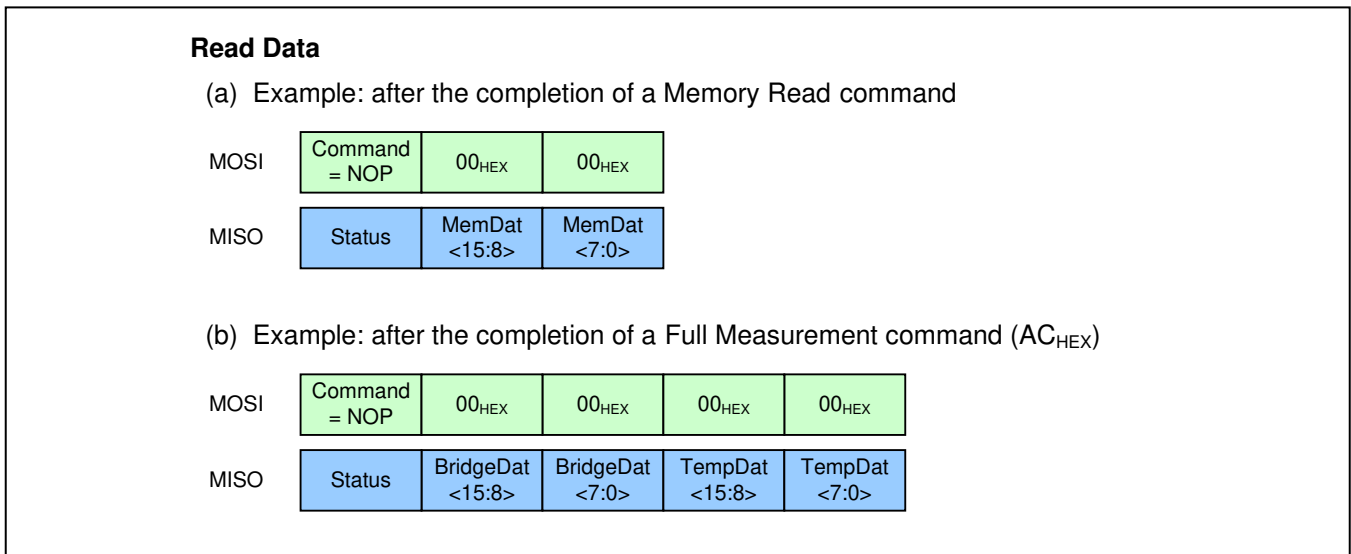 Read Data
(a) Example: after the completion of a Memory Read command
MOSI Command = NOP 00HEX 00HEX
MISO Status MemDat <15:8> MemDat <7:0>
(b) Example: after the completion of a Full Measurement command (ACHEX)
MOSI Command = NOP 00HEX 00HEX 00HEX 00HEX
MISO Status BridgeDat <15:8> BridgeDat <7:0> TempDat <15:8> TempDat <7:0>